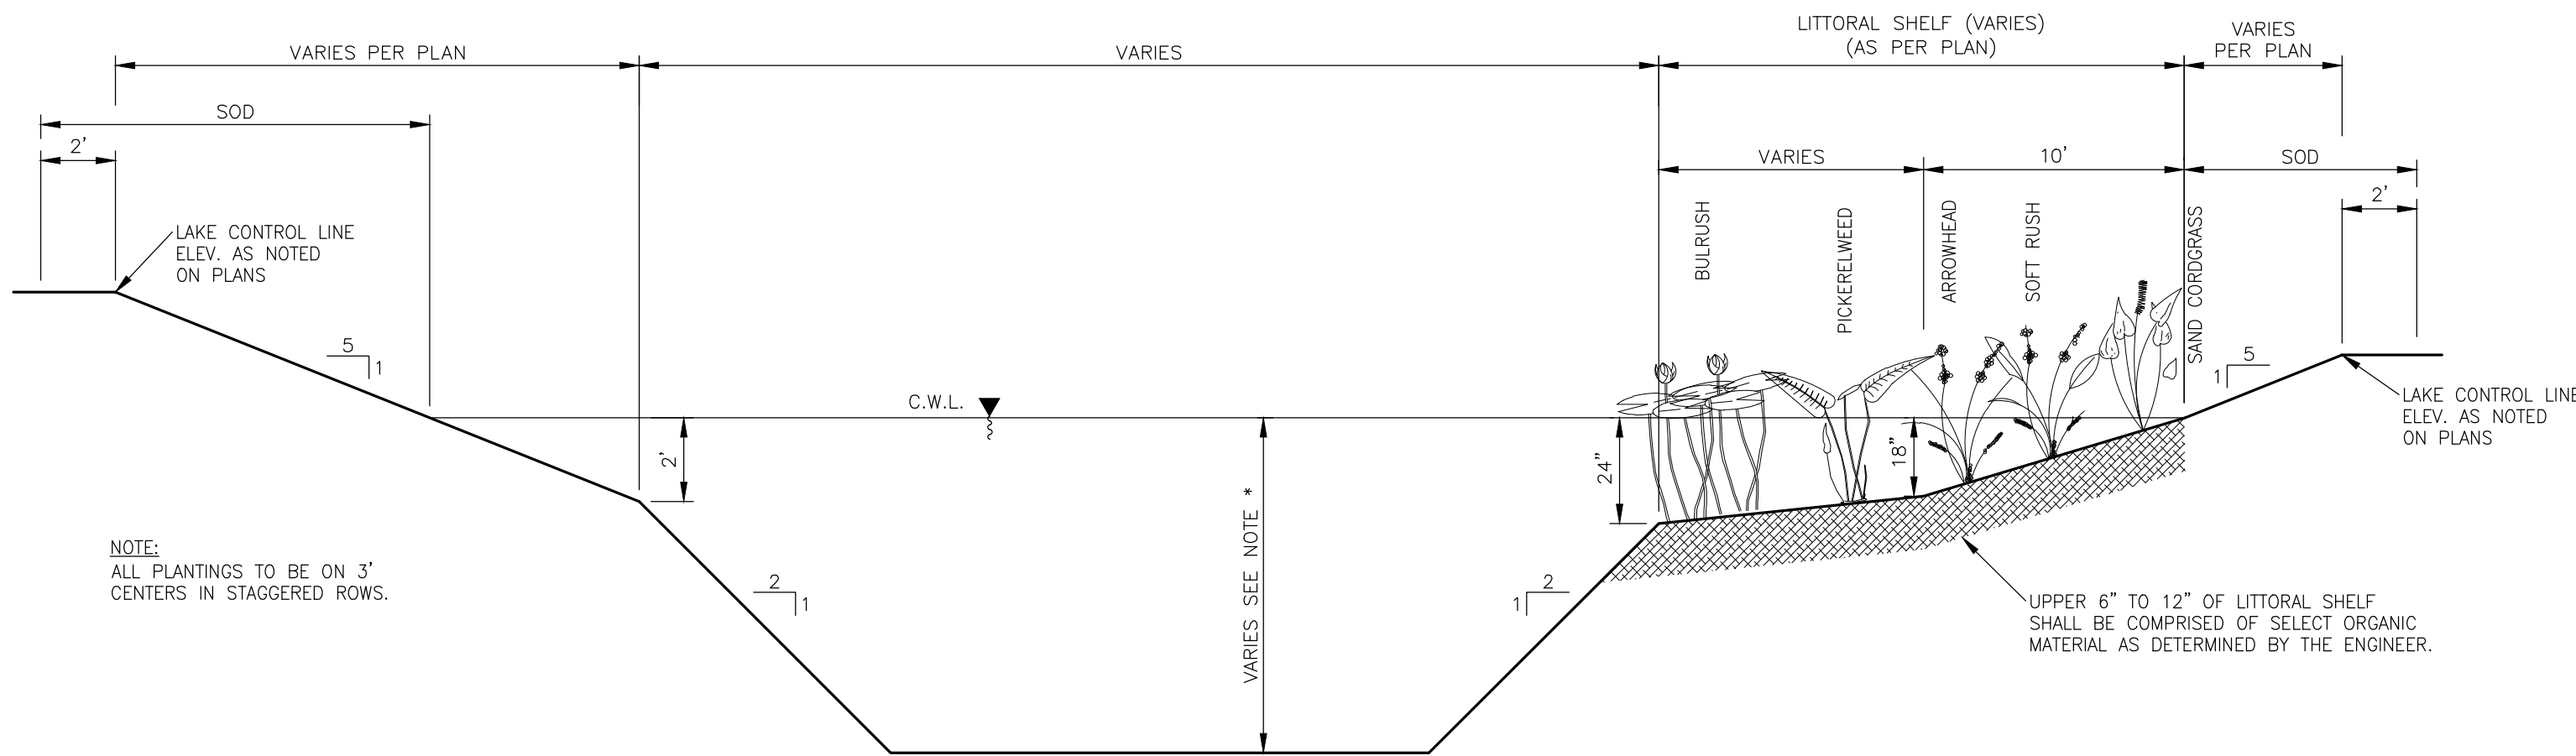 LITTORAL SHELF (VARIES)
(AS PER PLAN)
VARIES
PER PLAN
VARIES PER PLAN
VARIES
SOD
2'
VARIES
10'
SOD
2'
BULRUSH
PICKERELWEED
ARROWHEAD
SOFT RUSH
SAND CORDGRASS
LAKE CONTROL LINE
ELEV. AS NOTED
ON PLANS
5
1
5
1
C.W.L.
LAKE CONTROL LINE
ELEV. AS NOTED
ON PLANS
2'
24"
18"
VARIES SEE NOTE *
NOTE:
ALL PLANTINGS TO BE ON 3'
CENTERS IN STAGGERED ROWS.
2
1
2
1
UPPER 6" TO 12" OF LITTORAL SHELF
SHALL BE COMPRISED OF SELECT ORGANIC
MATERIAL AS DETERMINED BY THE ENGINEER.